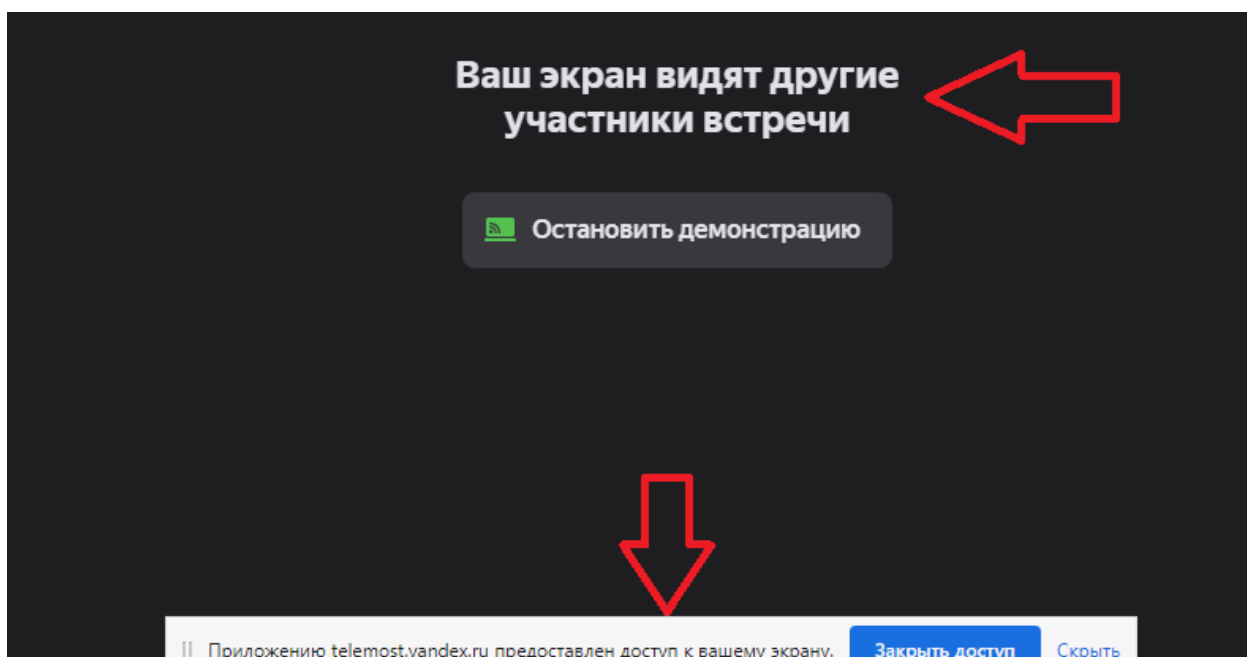 Ваш экран видят другие
участники встречи
Остановить демонстрацию
Приложению telemost.yandex.ru предоставлен доступ к вашему экрану. Закрыть доступ Скрыть